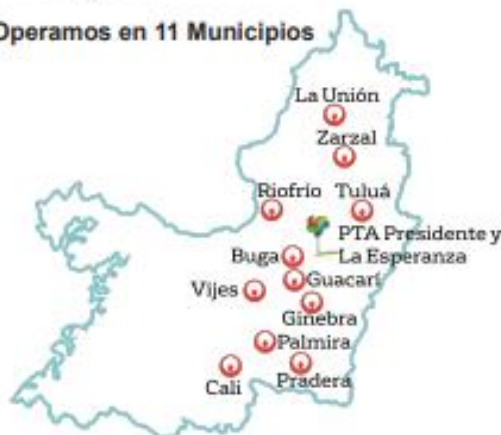 Operamos en 11 Municipios
La Unión
Zarzal
Riofrío
Tuluá
PTA Presidente y
La Esperanza
Buga
Guacarí
Vijes
Ginebra
Palmira
Cali
Pradera